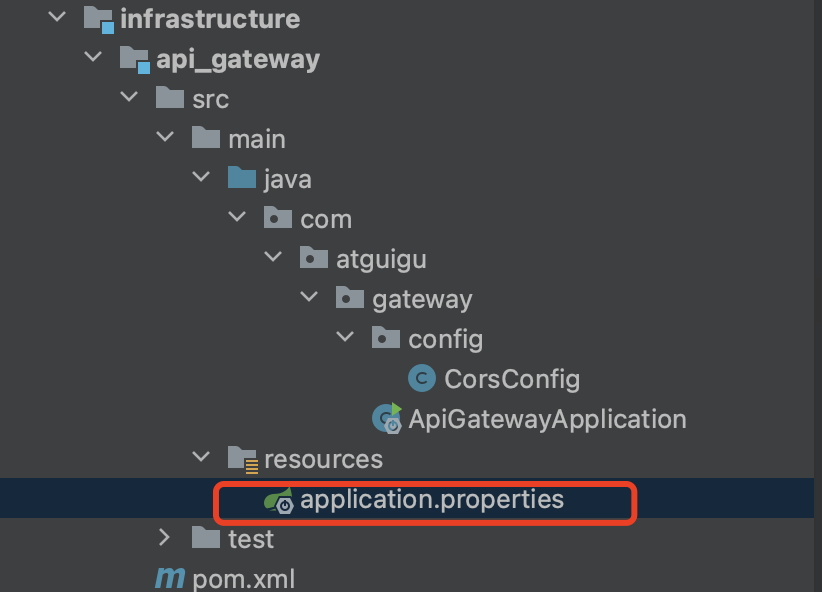 infrastructure
api_gateway
src
main
java
com
atguigu
gateway
config
CorsConfig
ApiGatewayApplication
resources
application.properties
test
pom.xml